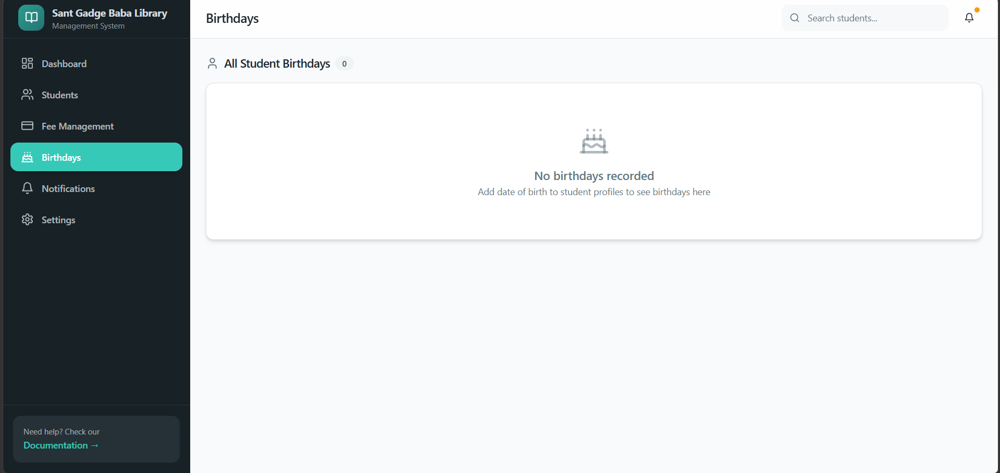 Sant Gadge Baba Library
Management System
Dashboard
Students
Fee Management
Birthdays
Notifications
Settings
Need help? Check our
Documentation →
Birthdays
Search students...
All Student Birthdays 0
No birthdays recorded
Add date of birth to student profiles to see birthdays here